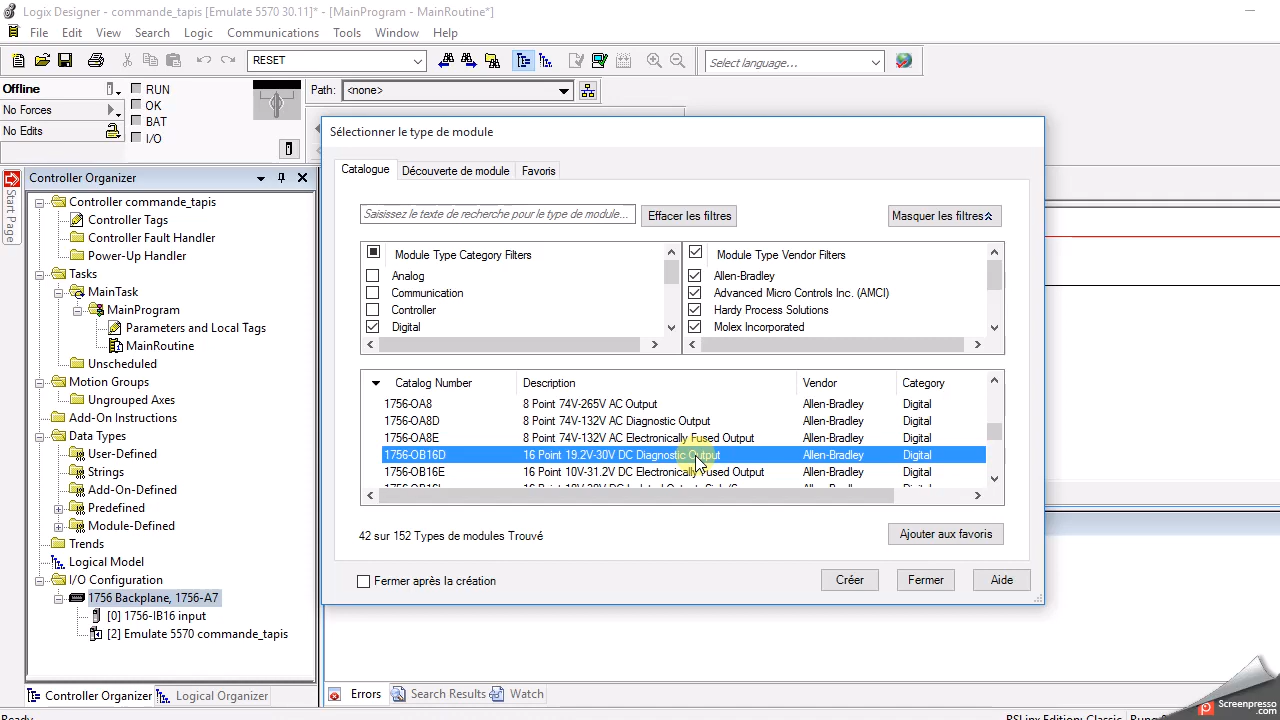 Logix Designer - commande_tapis [Emulate 5570 30.11]* - [MainProgram - MainRoutine*]
File Edit View Search Logic Communications Tools Window Help
RESET
Select language...
Offline
RUN
Path: <none>
No Forces
OK
No Edits
BAT
I/O
Start Page
Controller Organizer
Controller commande_tapis
Controller Tags
Controller Fault Handler
Power-Up Handler
Tasks
MainTask
MainProgram
Parameters and Local Tags
MainRoutine
Unscheduled
Motion Groups
Ungrouped Axes
Add-On Instructions
Data Types
User-Defined
Strings
Add-On-Defined
Predefined
Module-Defined
Trends
Logical Model
I/O Configuration
1756 Backplane, 1756-A7
[0] 1756-IB16 input
[2] Emulate 5570 commande_tapis
Controller Organizer
Logical Organizer
Sélectionner le type de module
Catalogue
Découverte de module
Favoris
Saisissez le texte de recherche pour le type de module...
Effacer les filtres
Masquer les filtres
Module Type Category Filters
Analog
Communication
Controller
Digital
Module Type Vendor Filters
Allen-Bradley
Advanced Micro Controls Inc. (AMCI)
Hardy Process Solutions
Molex Incorporated
Catalog Number Description Vendor Category
1756-OA8 8 Point 74V-265V AC Output Allen-Bradley Digital
1756-OA8D 8 Point 74V-132V AC Diagnostic Output Allen-Bradley Digital
1756-OA8E 8 Point 74V-132V AC Electronically Fused Output Allen-Bradley Digital
1756-OB16D 16 Point 19.2V-30V DC Diagnostic Output Allen-Bradley Digital
1756-OB16E 16 Point 10V-31.2V DC Electronically Fused Output Allen-Bradley Digital
42 sur 152 Types de modules Trouvé
Ajouter aux favoris
Fermer après la création
Créer
Fermer
Aide
Errors
Search Results
Watch
Ready
RSLinx Edition: Classic
Screenpresso
.com